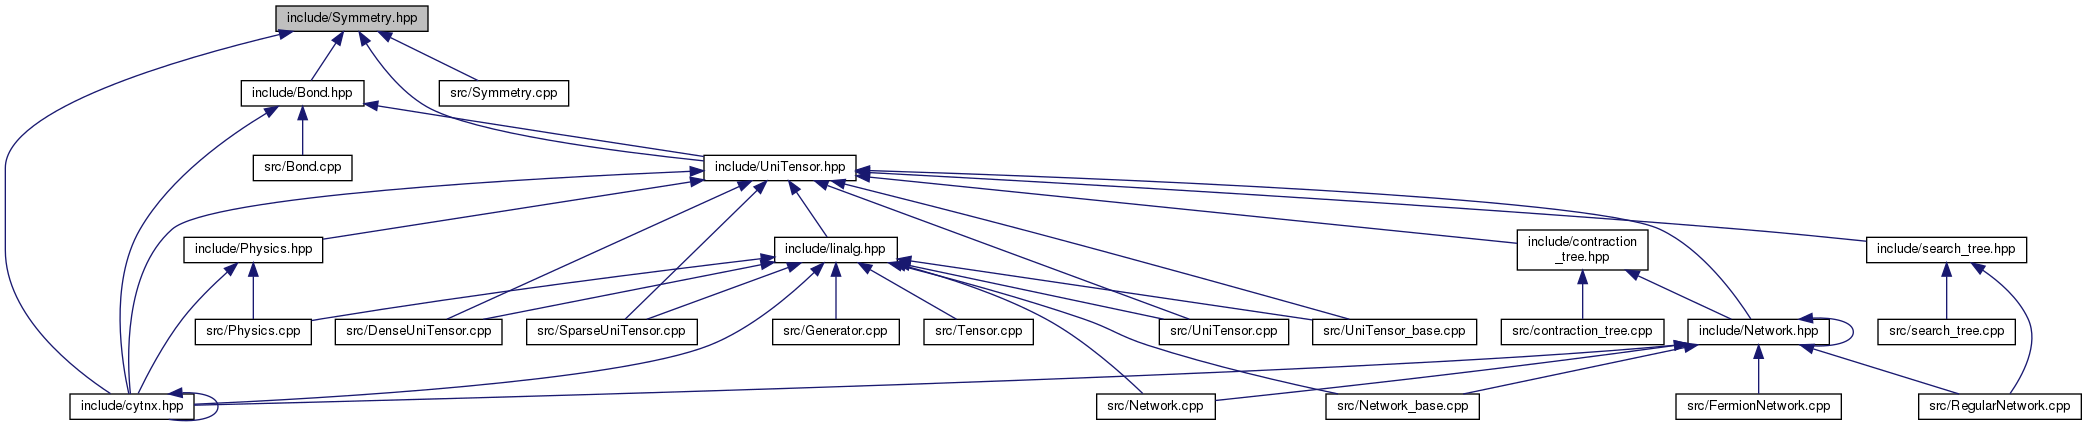 include/Symmetry.hpp
include/Bond.hpp
src/Symmetry.cpp
src/Bond.cpp
include/UniTensor.hpp
include/Physics.hpp
include/linalg.hpp
include/contraction
_tree.hpp
include/search_tree.hpp
src/Physics.cpp
src/DenseUniTensor.cpp
src/SparseUniTensor.cpp
src/Generator.cpp
src/Tensor.cpp
src/UniTensor.cpp
src/UniTensor_base.cpp
src/contraction_tree.cpp
include/Network.hpp
src/search_tree.cpp
include/cytnx.hpp
src/Network.cpp
src/Network_base.cpp
src/FermionNetwork.cpp
src/RegularNetwork.cpp